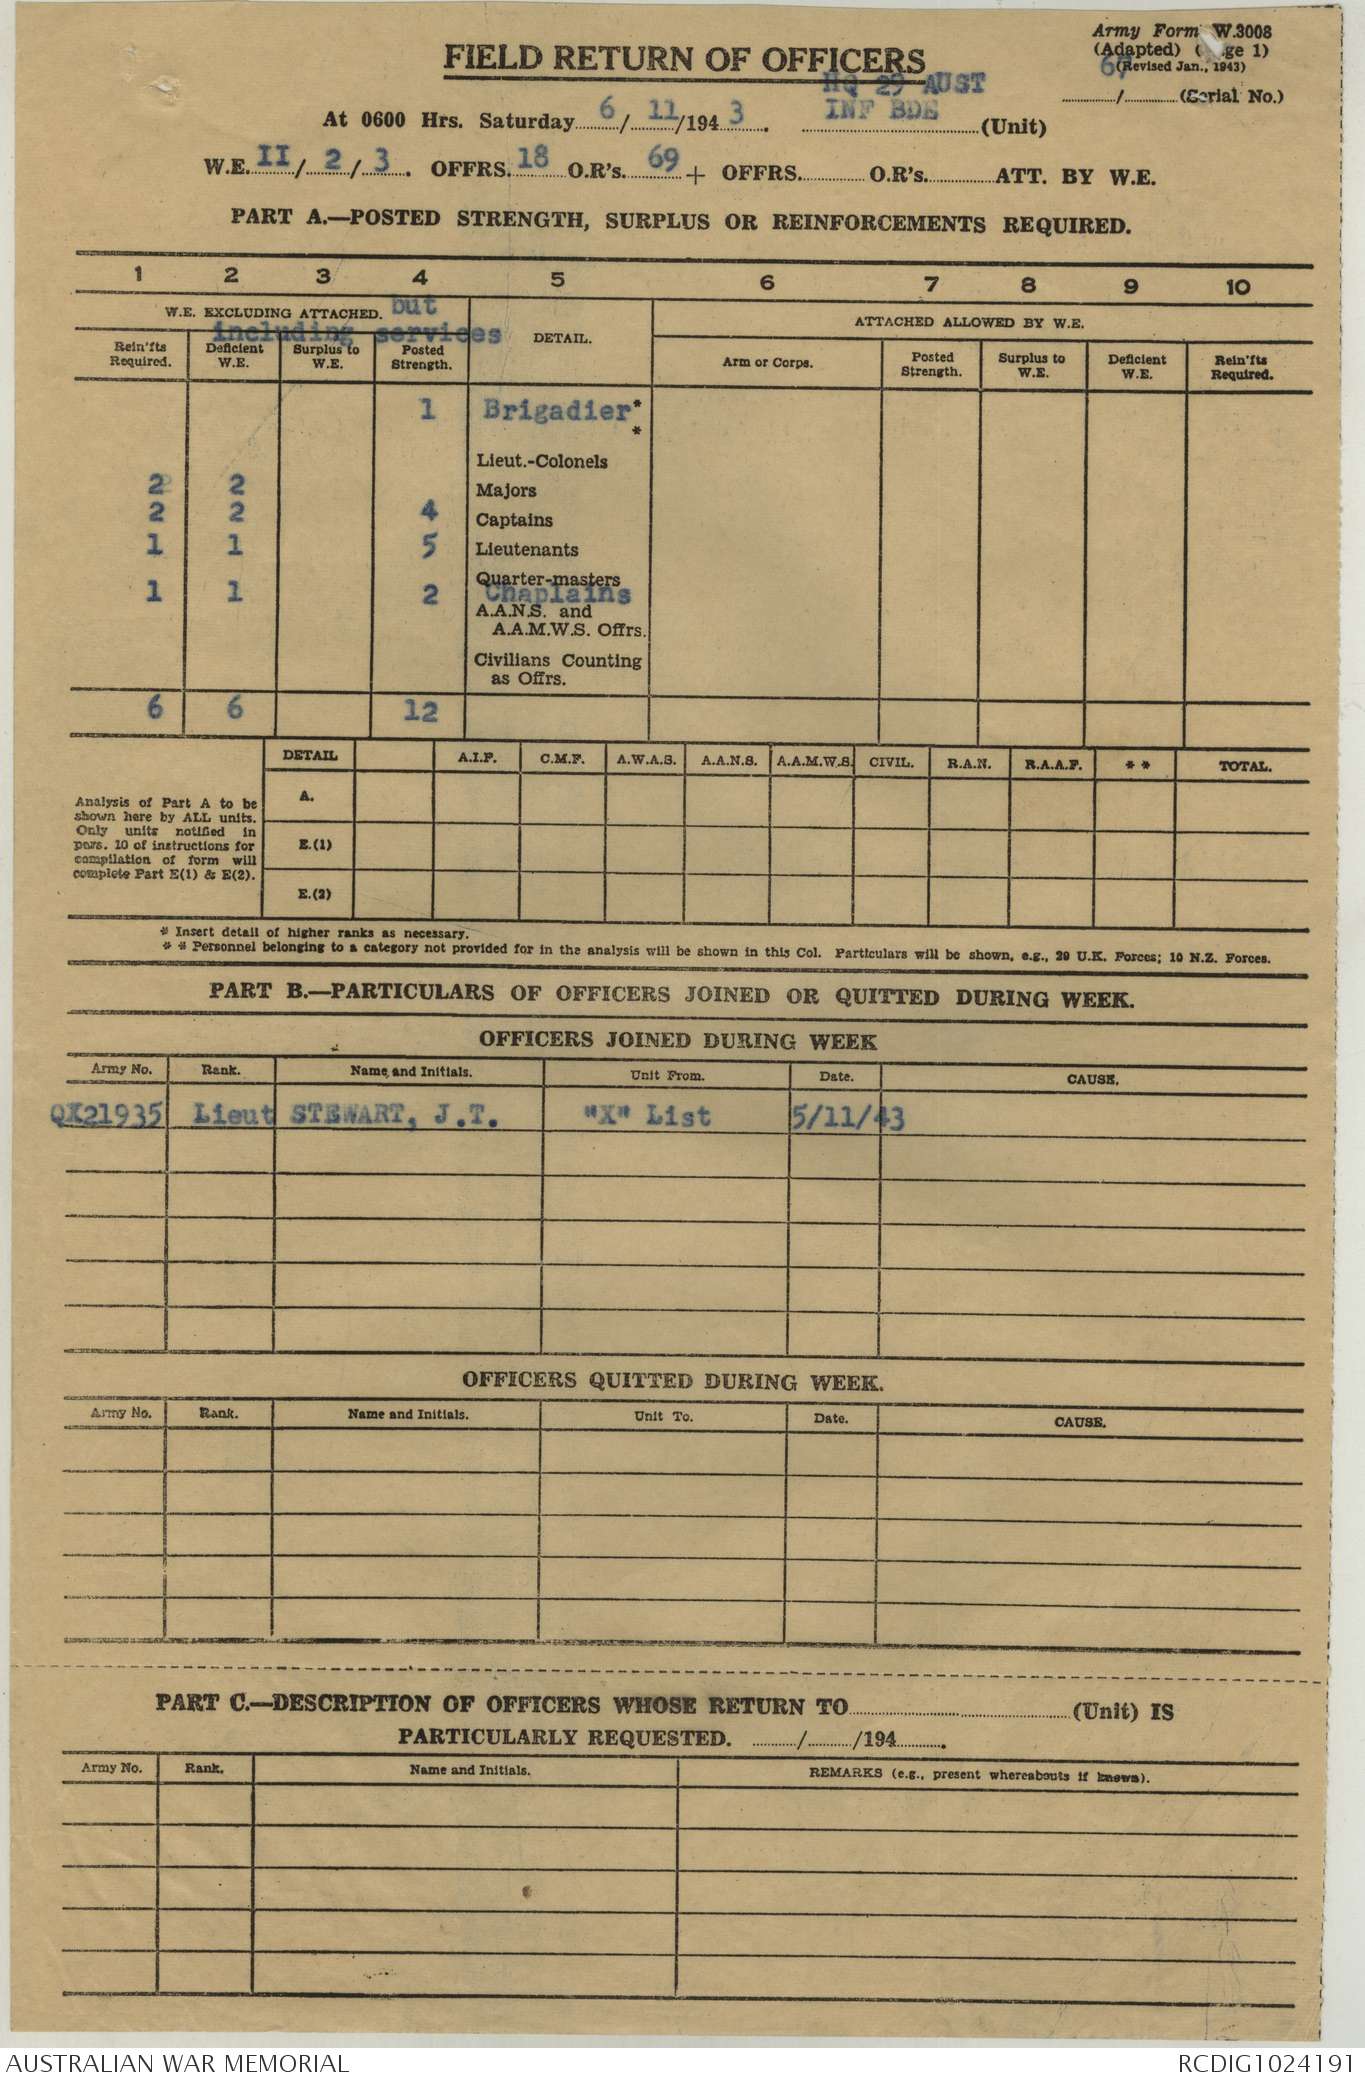 Army Form W.3008
FIELD RETURN OF OFFICERS
(Adapted) ( ge 1)
(Revised Jan., 1943)
HQ 29 AUST
/ (Serial No.)
At 0600 Hrs. Saturday 6/11/1943. INF BDE (Unit)
W.E. II/2/3. OFFRS. 18 O.R's. 69 + OFFRS. O.R's. ATT. BY W.E.
PART A.—POSTED STRENGTH, SURPLUS OR REINFORCEMENTS REQUIRED.
1 2 3 4 5 6 7 8 9 10
W.E. EXCLUDING ATTACHED. but
including services
DETAIL.
ATTACHED ALLOWED BY W.E.
Rein'fts Required. Deficient W.E. Surplus to W.E. Posted Strength. Arm or Corps. Posted Strength. Surplus to W.E. Deficient W.E. Rein'fts Required.
1 Brigadier*
*
Lieut.-Colonels
2 2 Majors
2 2 4 Captains
1 1 5 Lieutenants
Quarter-masters
1 1 2 Chaplains
A.A.N.S. and
A.A.M.W.S. Offrs.
Civilians Counting
as Offrs.
6 6 12
DETAIL A.I.F. C.M.F. A.W.A.S. A.A.N.S. A.A.M.W.S. CIVIL. R.A.N. R.A.A.F. * * TOTAL.
Analysis of Part A to be
shown here by ALL units.
Only units notified in
pars. 10 of instructions for
compilation of form will
complete Part E(1) & E(2).
A.
E.(1)
E.(2)
* Insert detail of higher ranks as necessary.
* * Personnel belonging to a category not provided for in the analysis will be shown in this Col. Particulars will be shown, e.g., 20 U.K. Forces; 10 N.Z. Forces.
PART B.—PARTICULARS OF OFFICERS JOINED OR QUITTED DURING WEEK.
OFFICERS JOINED DURING WEEK
Army No. Rank. Name and Initials. Unit From. Date. CAUSE.
QX21935 Lieut STEWART, J.T. "X" List 5/11/43
OFFICERS QUITTED DURING WEEK.
Army No. Rank. Name and Initials. Unit To. Date. CAUSE.
PART C.—DESCRIPTION OF OFFICERS WHOSE RETURN TO (Unit) IS
PARTICULARLY REQUESTED. / /194 .
Army No. Rank. Name and Initials. REMARKS (e.g., present whereabouts if known).
AUSTRALIAN WAR MEMORIAL
RCDIG1024191